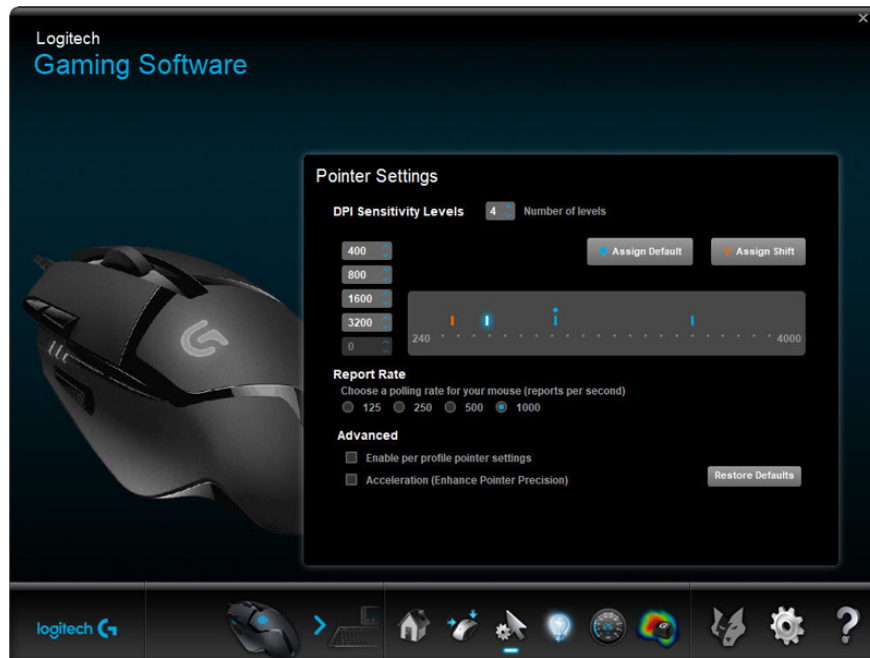 Logitech
Gaming Software
Pointer Settings
DPI Sensitivity Levels 4 Number of levels
400
Assign Default Assign Shift
800
1600
3200
0
240 4000
Report Rate
Choose a polling rate for your mouse (reports per second)
125 250 500 1000
Advanced
Enable per profile pointer settings
Acceleration (Enhance Pointer Precision)
Restore Defaults
logitech
?